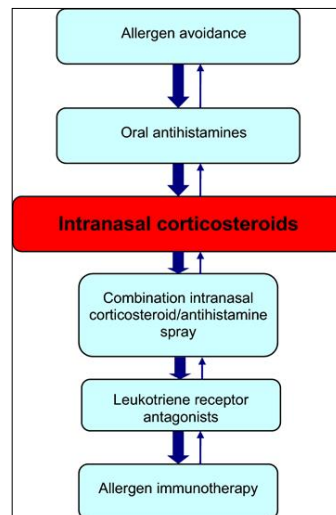 Allergen avoidance
Oral antihistamines
Intranasal corticosteroids
Combination intranasal
corticosteroid/antihistamine
spray
Leukotriene receptor
antagonists
Allergen immunotherapy